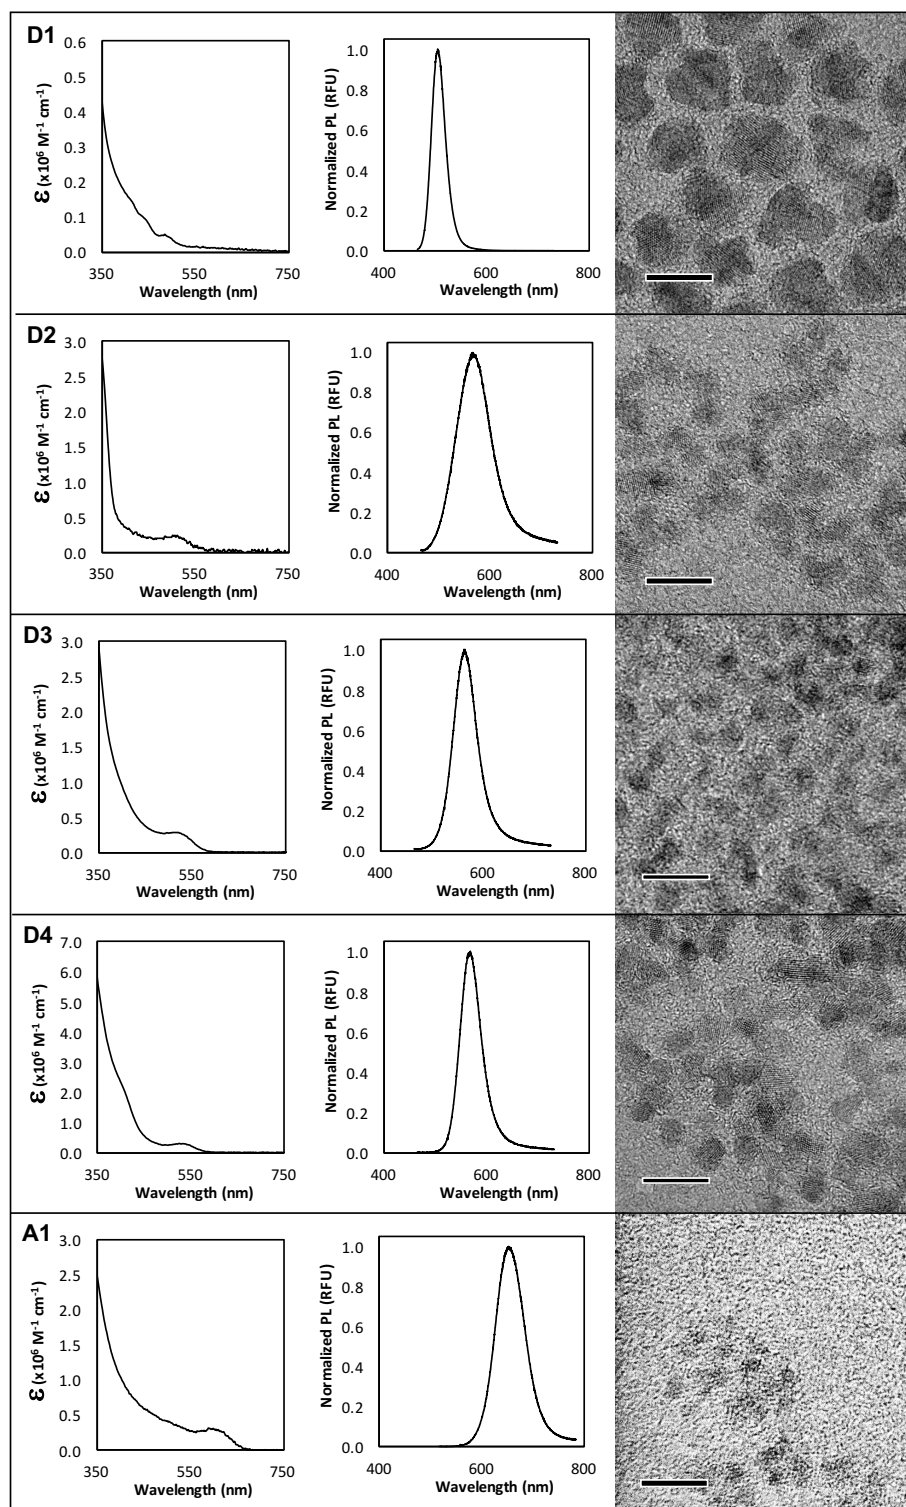 D1
0.6
0.5
0.4
0.3
0.2
0.1
0.0
ε (x10⁶ M⁻¹ cm⁻¹)
350 550 750
Wavelength (nm)
1.0
0.8
0.6
0.4
0.2
0.0
Normalized PL (RFU)
400 600 800
Wavelength (nm)
D2
3.0
2.5
2.0
1.5
1.0
0.5
0.0
ε (x10⁶ M⁻¹ cm⁻¹)
350 550 750
Wavelength (nm)
1.0
0.8
0.6
0.4
0.2
0.0
Normalized PL (RFU)
400 600 800
Wavelength (nm)
D3
3.0
2.5
2.0
1.5
1.0
0.5
0.0
ε (x10⁶ M⁻¹ cm⁻¹)
350 550 750
Wavelength (nm)
1.0
0.8
0.6
0.4
0.2
0.0
Normalized PL (RFU)
400 600 800
Wavelength (nm)
D4
7.0
6.0
5.0
4.0
3.0
2.0
1.0
0.0
ε (x10⁶ M⁻¹ cm⁻¹)
350 550 750
Wavelength (nm)
1.0
0.8
0.6
0.4
0.2
0.0
Normalized PL (RFU)
400 600 800
Wavelength (nm)
A1
3.0
2.5
2.0
1.5
1.0
0.5
0.0
ε (x10⁶ M⁻¹ cm⁻¹)
350 550 750
Wavelength (nm)
1.0
0.8
0.6
0.4
0.2
0.0
Normalized PL (RFU)
400 600 800
Wavelength (nm)